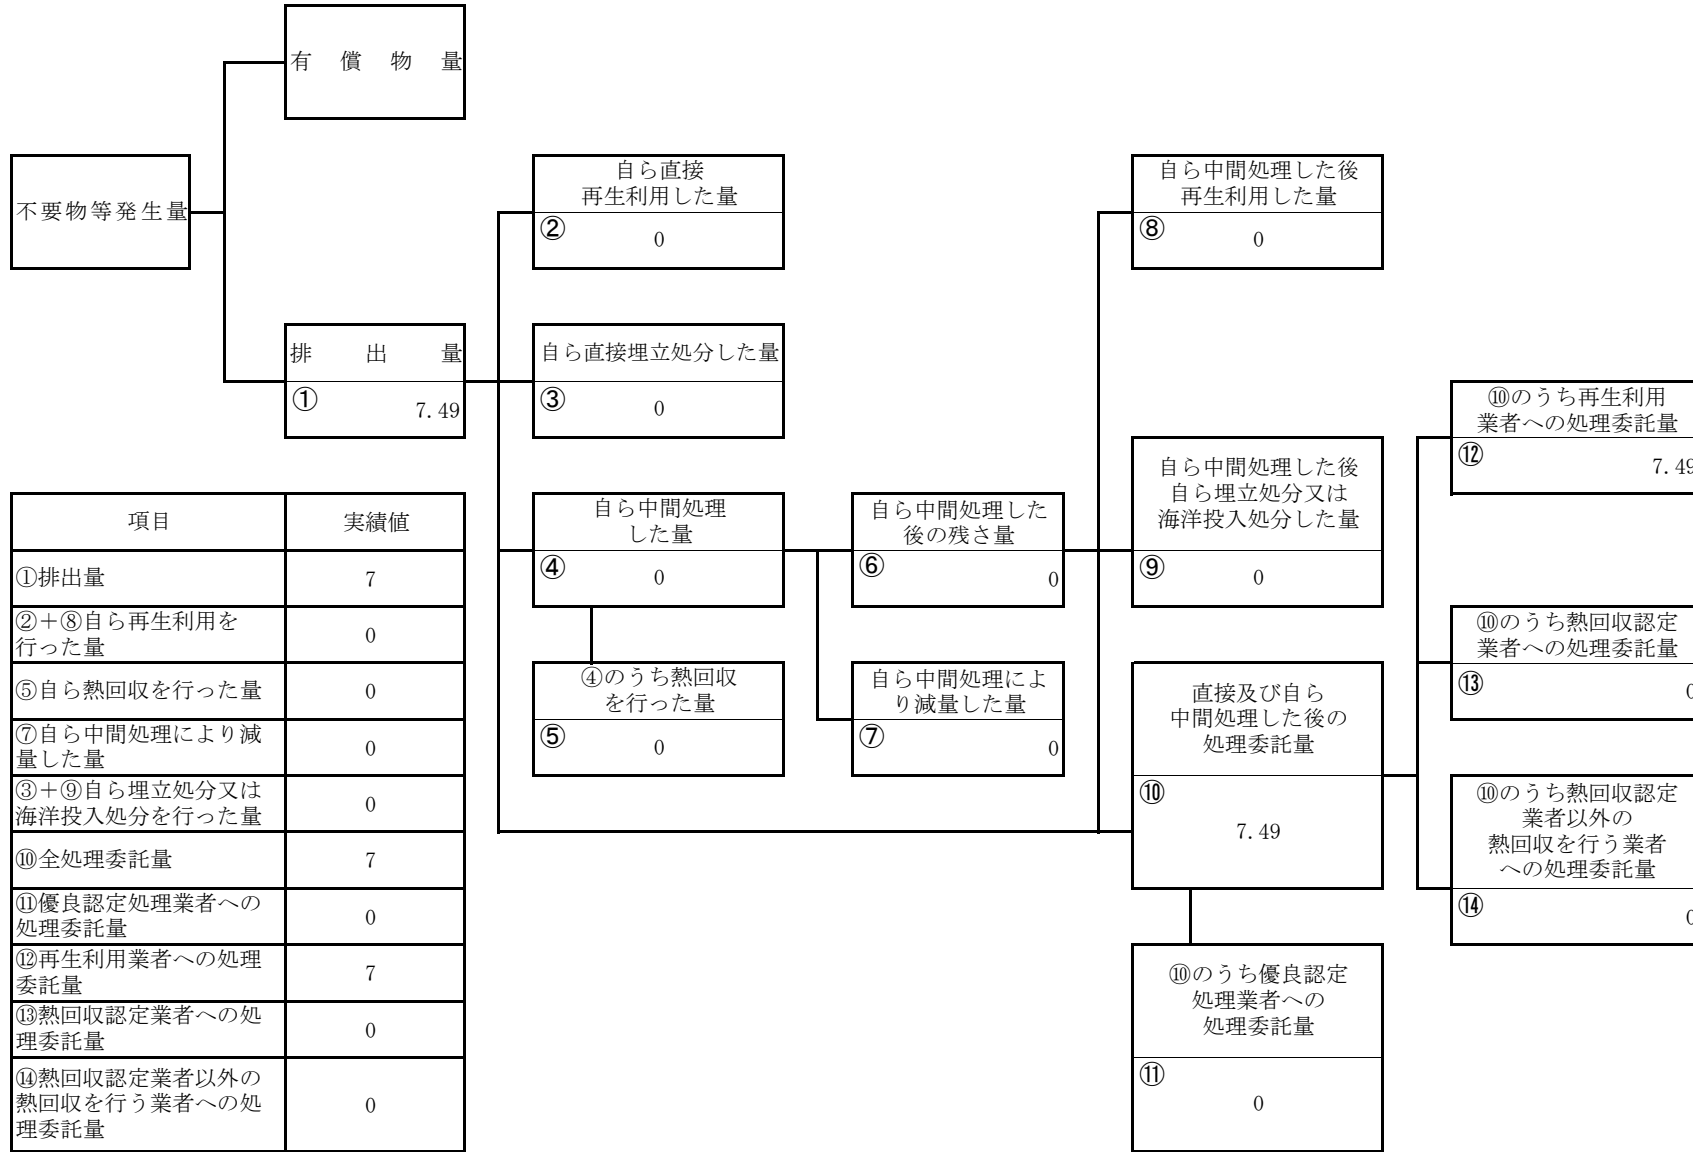 有償物量
不要物等発生量
自ら直接
再生利用した量
②
0
自ら中間処理した後
再生利用した量
⑧
0
排出量
①
7.49
自ら直接埋立処分した量
③
0
⑩のうち再生利用
業者への処理委託量
⑫
7.49
自ら中間処理した後
自ら埋立処分又は
海洋投入処分した量
⑨
0
自ら中間処理
した量
④
0
自ら中間処理した
後の残さ量
⑥
0
⑩のうち熱回収認定
業者への処理委託量
⑬
0
④のうち熱回収
を行った量
⑤
0
自ら中間処理によ
り減量した量
⑦
0
直接及び自ら
中間処理した後の
処理委託量
⑩
7.49
⑩のうち熱回収認定
業者以外の
熱回収を行う業者
への処理委託量
⑭
0
⑩のうち優良認定
処理業者への
処理委託量
⑪
0
項目 実績値
①排出量 7
②＋⑧自ら再生利用を
行った量 0
⑤自ら熱回収を行った量 0
⑦自ら中間処理により減
量した量 0
③＋⑨自ら埋立処分又は
海洋投入処分を行った量 0
⑩全処理委託量 7
⑪優良認定処理業者への
処理委託量 0
⑫再生利用業者への処理
委託量 7
⑬熱回収認定業者への処
理委託量 0
⑭熱回収認定業者以外の
熱回収を行う業者への処
理委託量 0